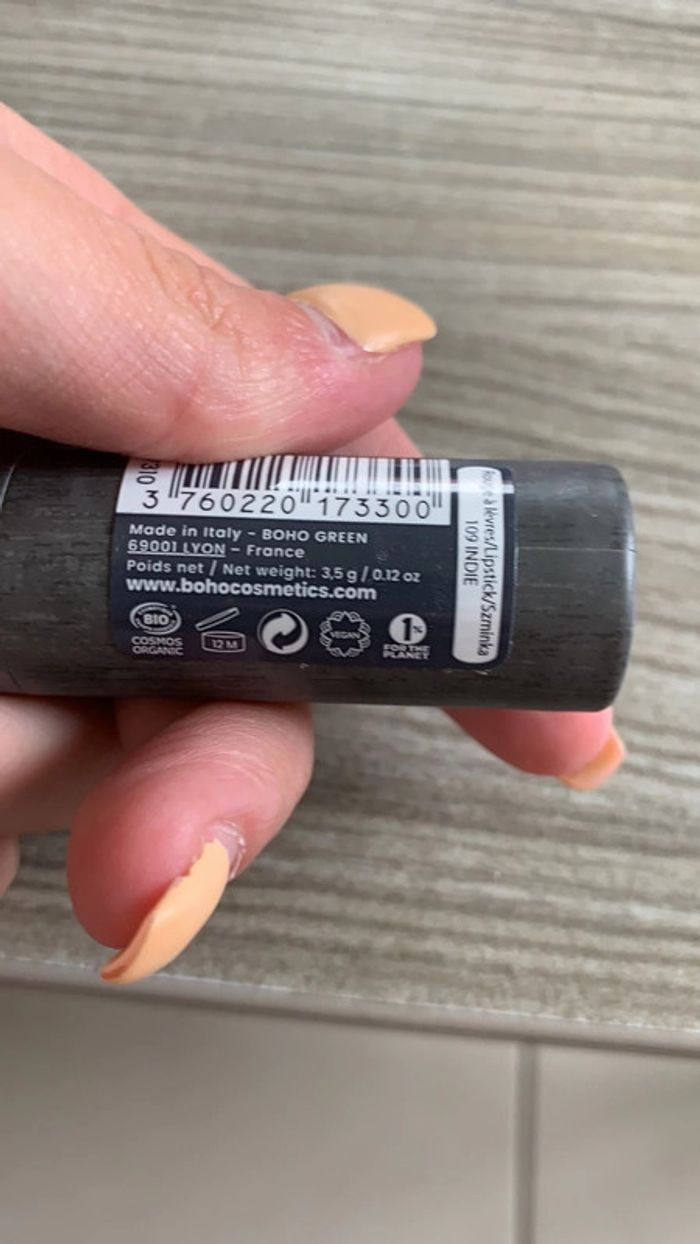 310
3 760220 173300
Made in Italy - BOHO GREEN
69001 LYON - France
Poids net / Net weight: 3,5 g / 0.12 oz
www.bohocosmetics.com
BIO
COSMOS
ORGANIC
12 M
VEGAN
1%
FOR THE
PLANET
Rouge à lèvres/Lipstick/Szminka
109 INDIE